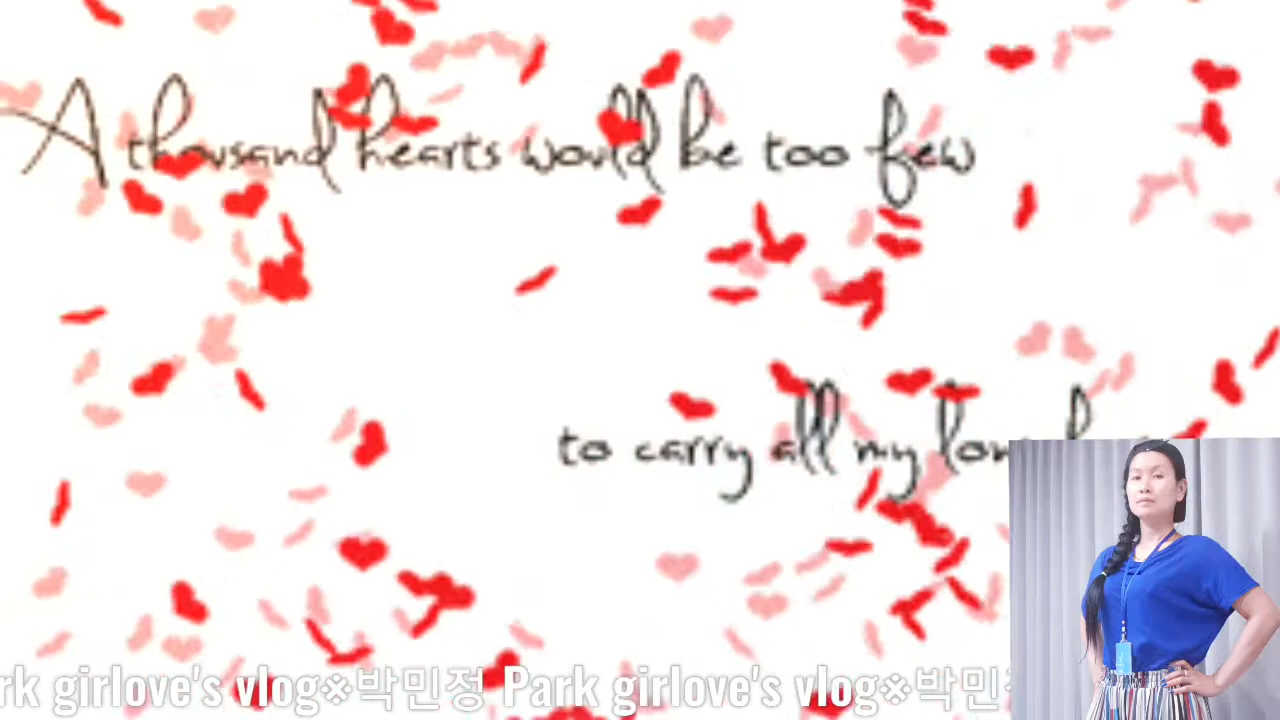 A thousand hearts would be too few
to carry all my
rk girlove's vlog※박민정 Park girlove's vlog※박민